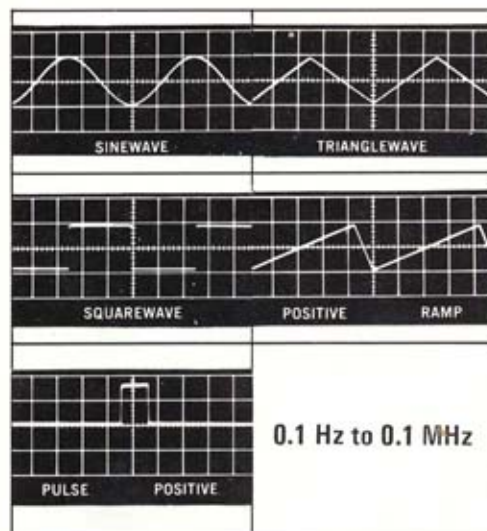 SINEWAVE TRIANGLEWAVE
SQUAREWAVE POSITIVE RAMP
PULSE POSITIVE
0.1 Hz to 0.1 MHz